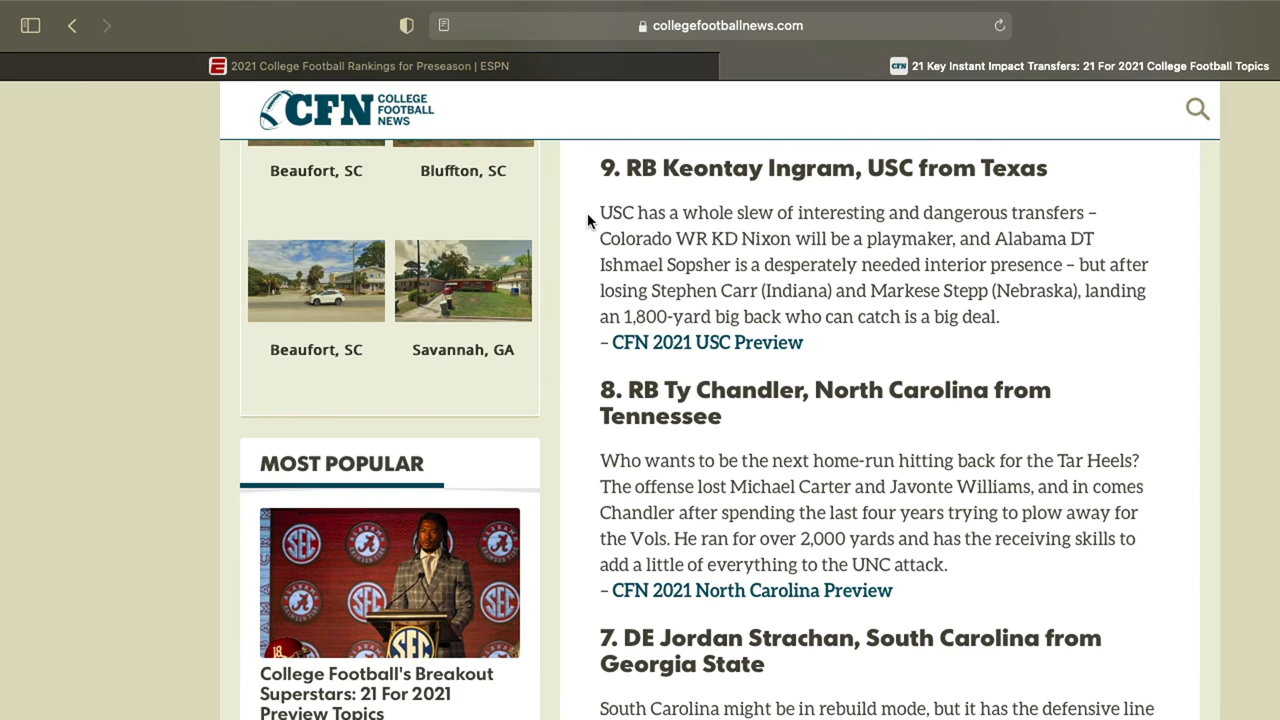 collegefootballnews.com
2021 College Football Rankings for Preseason | ESPN
CFN 21 Key Instant Impact Transfers: 21 For 2021 College Football Topics
CFN COLLEGE
FOOTBALL
NEWS
Beaufort, SC
Bluffton, SC
Beaufort, SC
Savannah, GA
MOST POPULAR
SEC
SEC
SEC
SEC
College Football's Breakout
Superstars: 21 For 2021
Preview Topics
9. RB Keontay Ingram, USC from Texas
USC has a whole slew of interesting and dangerous transfers –
Colorado WR KD Nixon will be a playmaker, and Alabama DT
Ishmael Sopsher is a desperately needed interior presence – but after
losing Stephen Carr (Indiana) and Markese Stepp (Nebraska), landing
an 1,800-yard big back who can catch is a big deal.
– CFN 2021 USC Preview
8. RB Ty Chandler, North Carolina from
Tennessee
Who wants to be the next home-run hitting back for the Tar Heels?
The offense lost Michael Carter and Javonte Williams, and in comes
Chandler after spending the last four years trying to plow away for
the Vols. He ran for over 2,000 yards and has the receiving skills to
add a little of everything to the UNC attack.
– CFN 2021 North Carolina Preview
7. DE Jordan Strachan, South Carolina from
Georgia State
South Carolina might be in rebuild mode, but it has the defensive line